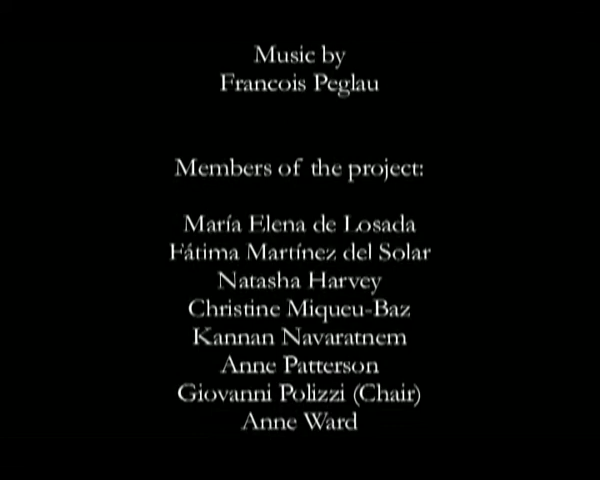 Music by
Francois Peglau
Members of the project:
María Elena de Losada
Fátima Martínez del Solar
Natasha Harvey
Christine Miqueu-Baz
Kannan Navaratnem
Anne Patterson
Giovanni Polizzi (Chair)
Anne Ward